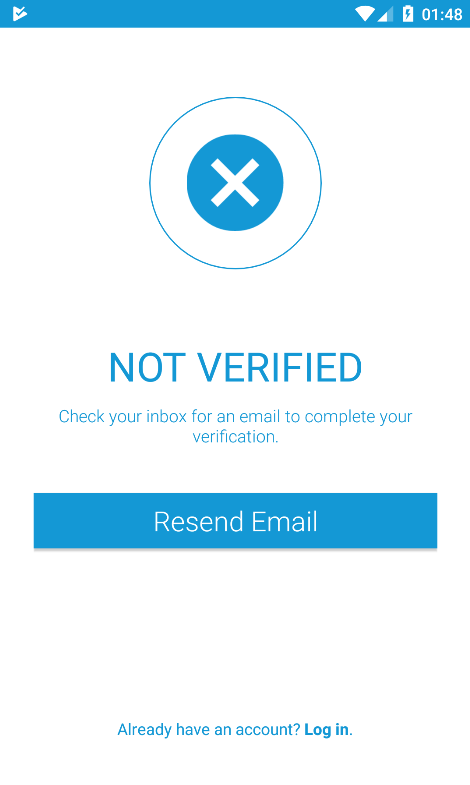 01:48
NOT VERIFIED
Check your inbox for an email to complete your
verification.
Resend Email
Already have an account? Log in.